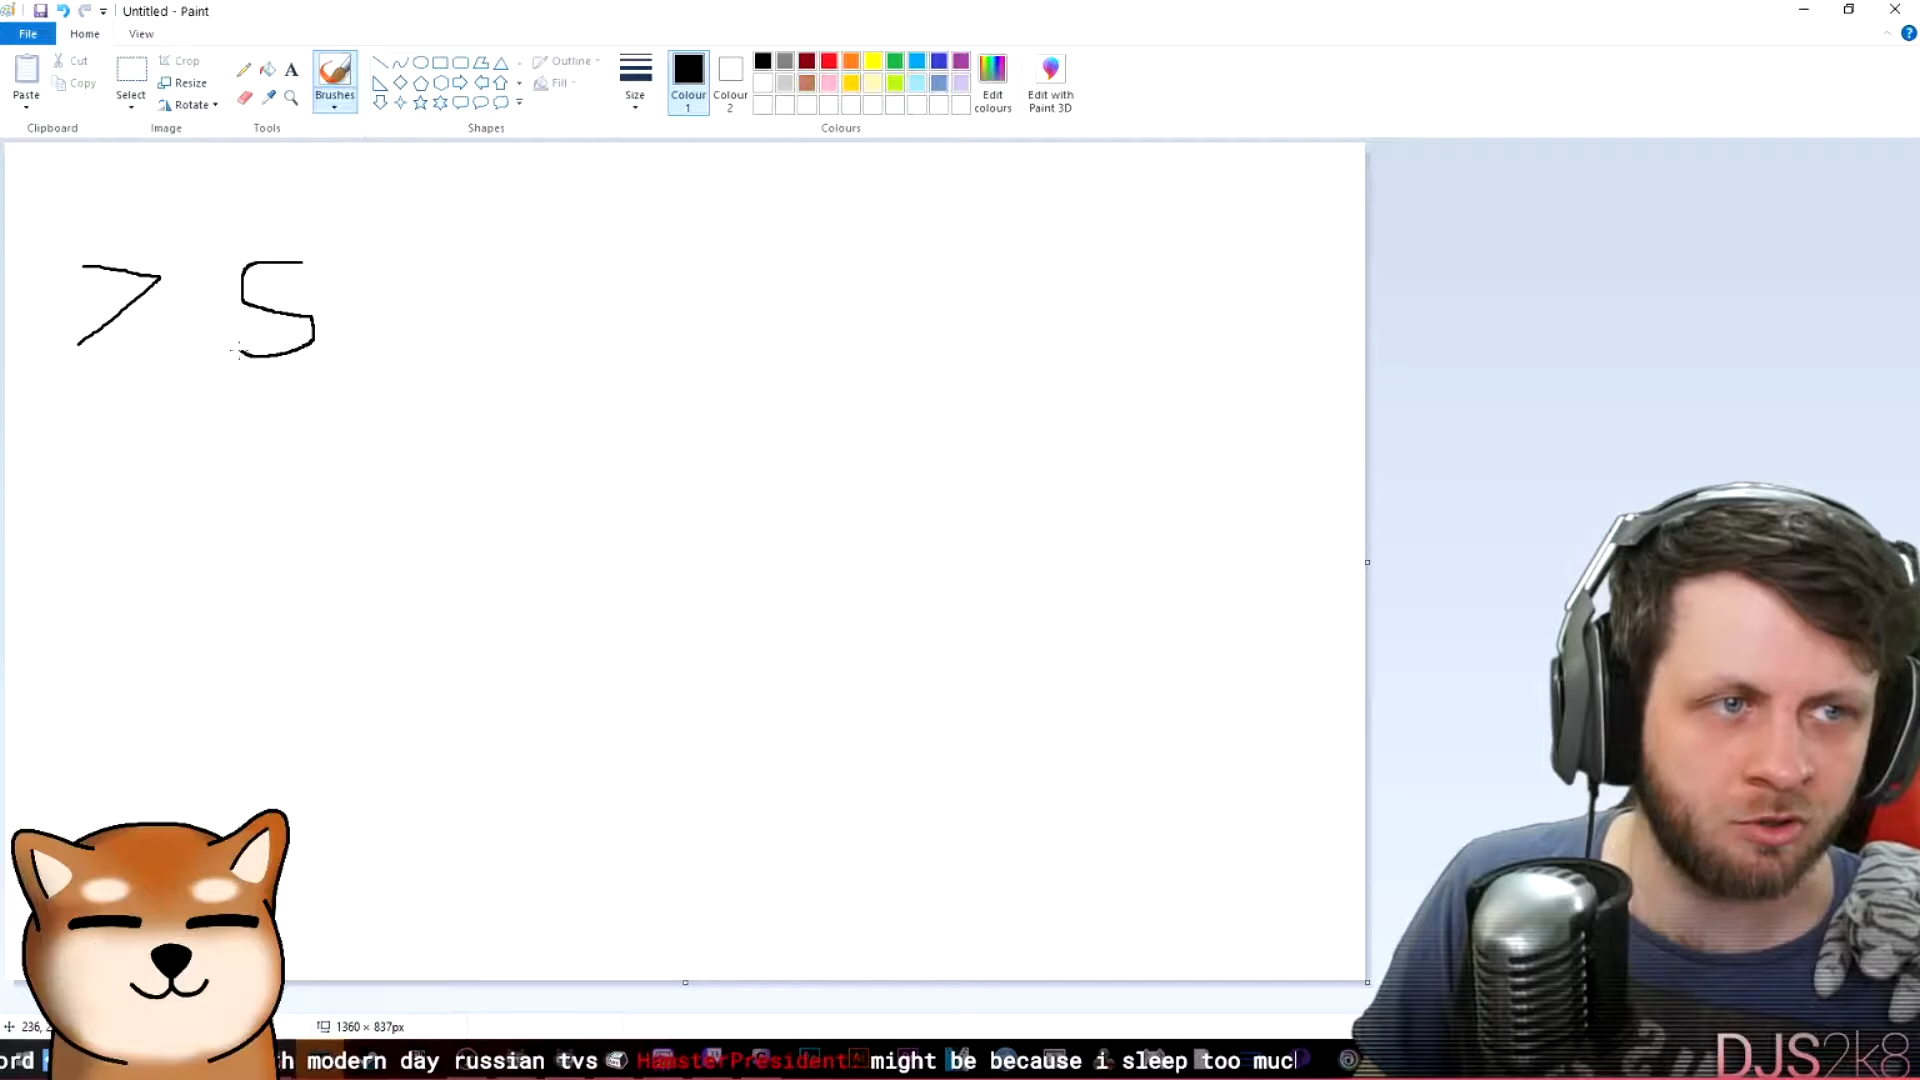 Untitled - Paint
File Home View
Paste Cut Copy Select Crop Resize Rotate A Brushes Outline Fill Size Colour 1 Colour 2 Edit colours Edit with Paint 3D
Clipboard Image Tools Shapes Colours
> 5
236, 1360 × 837px
ord h modern day russian tvs HamsterPresident: might be because i sleep too muc
DJS2k8